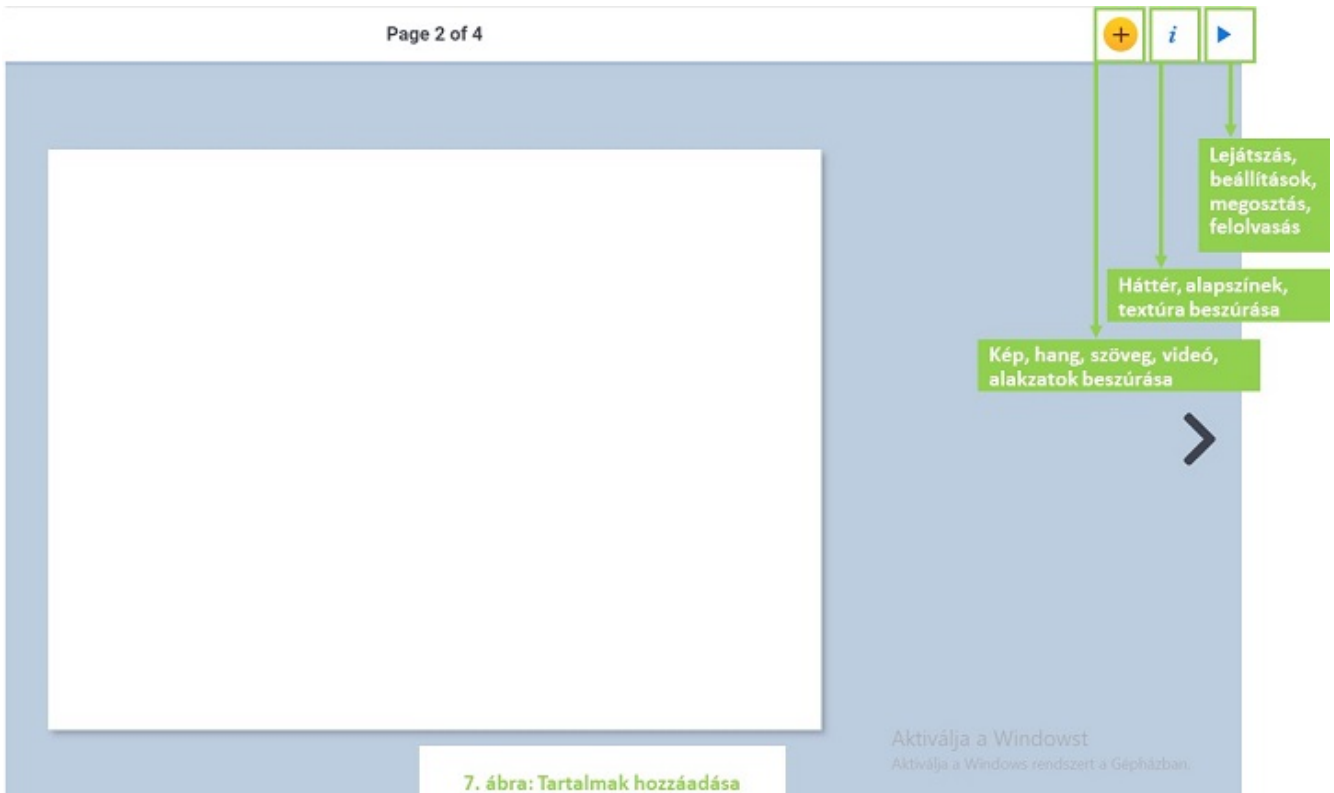 Page 2 of 4
+
i
Lejátszás,
beállítások,
megosztás,
felolvasás
Háttér, alapszínek,
textúra beszúrása
Kép, hang, szöveg, videó,
alakzatok beszúrása
Aktiválja a Windowst
Aktiválja a Windows rendszert a Gépházban.
7. ábra: Tartalmak hozzáadása